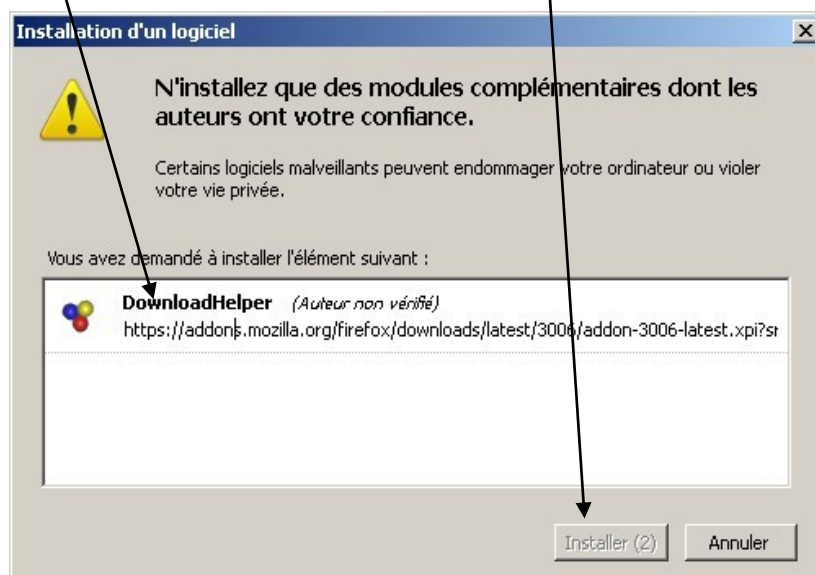 Installation d'un logiciel
N'installez que des modules complémentaires dont les
auteurs ont votre confiance.
Certains logiciels malveillants peuvent endommager votre ordinateur ou violer
votre vie privée.
Vous avez demandé à installer l'élément suivant :
DownloadHelper (Auteur non vérifié)
https://addons.mozilla.org/firefox/downloads/latest/3006/addon-3006-latest.xpi?sr
Installer (2) Annuler